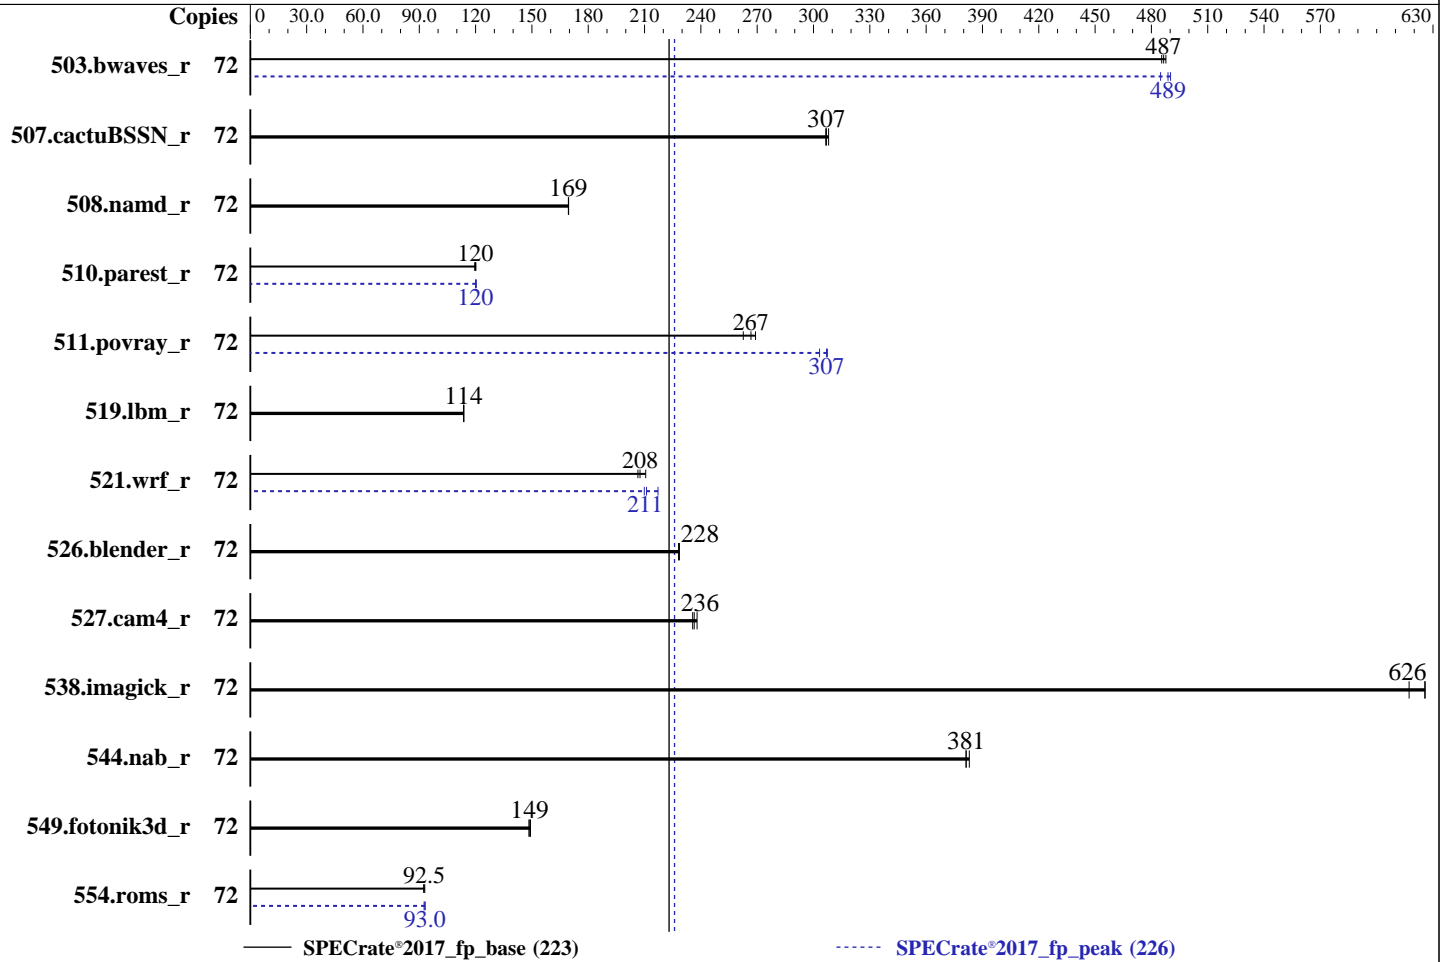 Copies 0 30.0 60.0 90.0 120 150 180 210 240 270 300 330 360 390 420 450 480 510 540 570 630
487
503.bwaves_r 72
489
307
507.cactuBSSN_r 72
169
508.namd_r 72
120
510.parest_r 72
120
267
511.povray_r 72
307
114
519.lbm_r 72
208
521.wrf_r 72
211
228
526.blender_r 72
236
527.cam4_r 72
626
538.imagick_r 72
381
544.nab_r 72
149
549.fotonik3d_r 72
92.5
554.roms_r 72
93.0
SPECrate®2017_fp_base (223) SPECrate®2017_fp_peak (226)